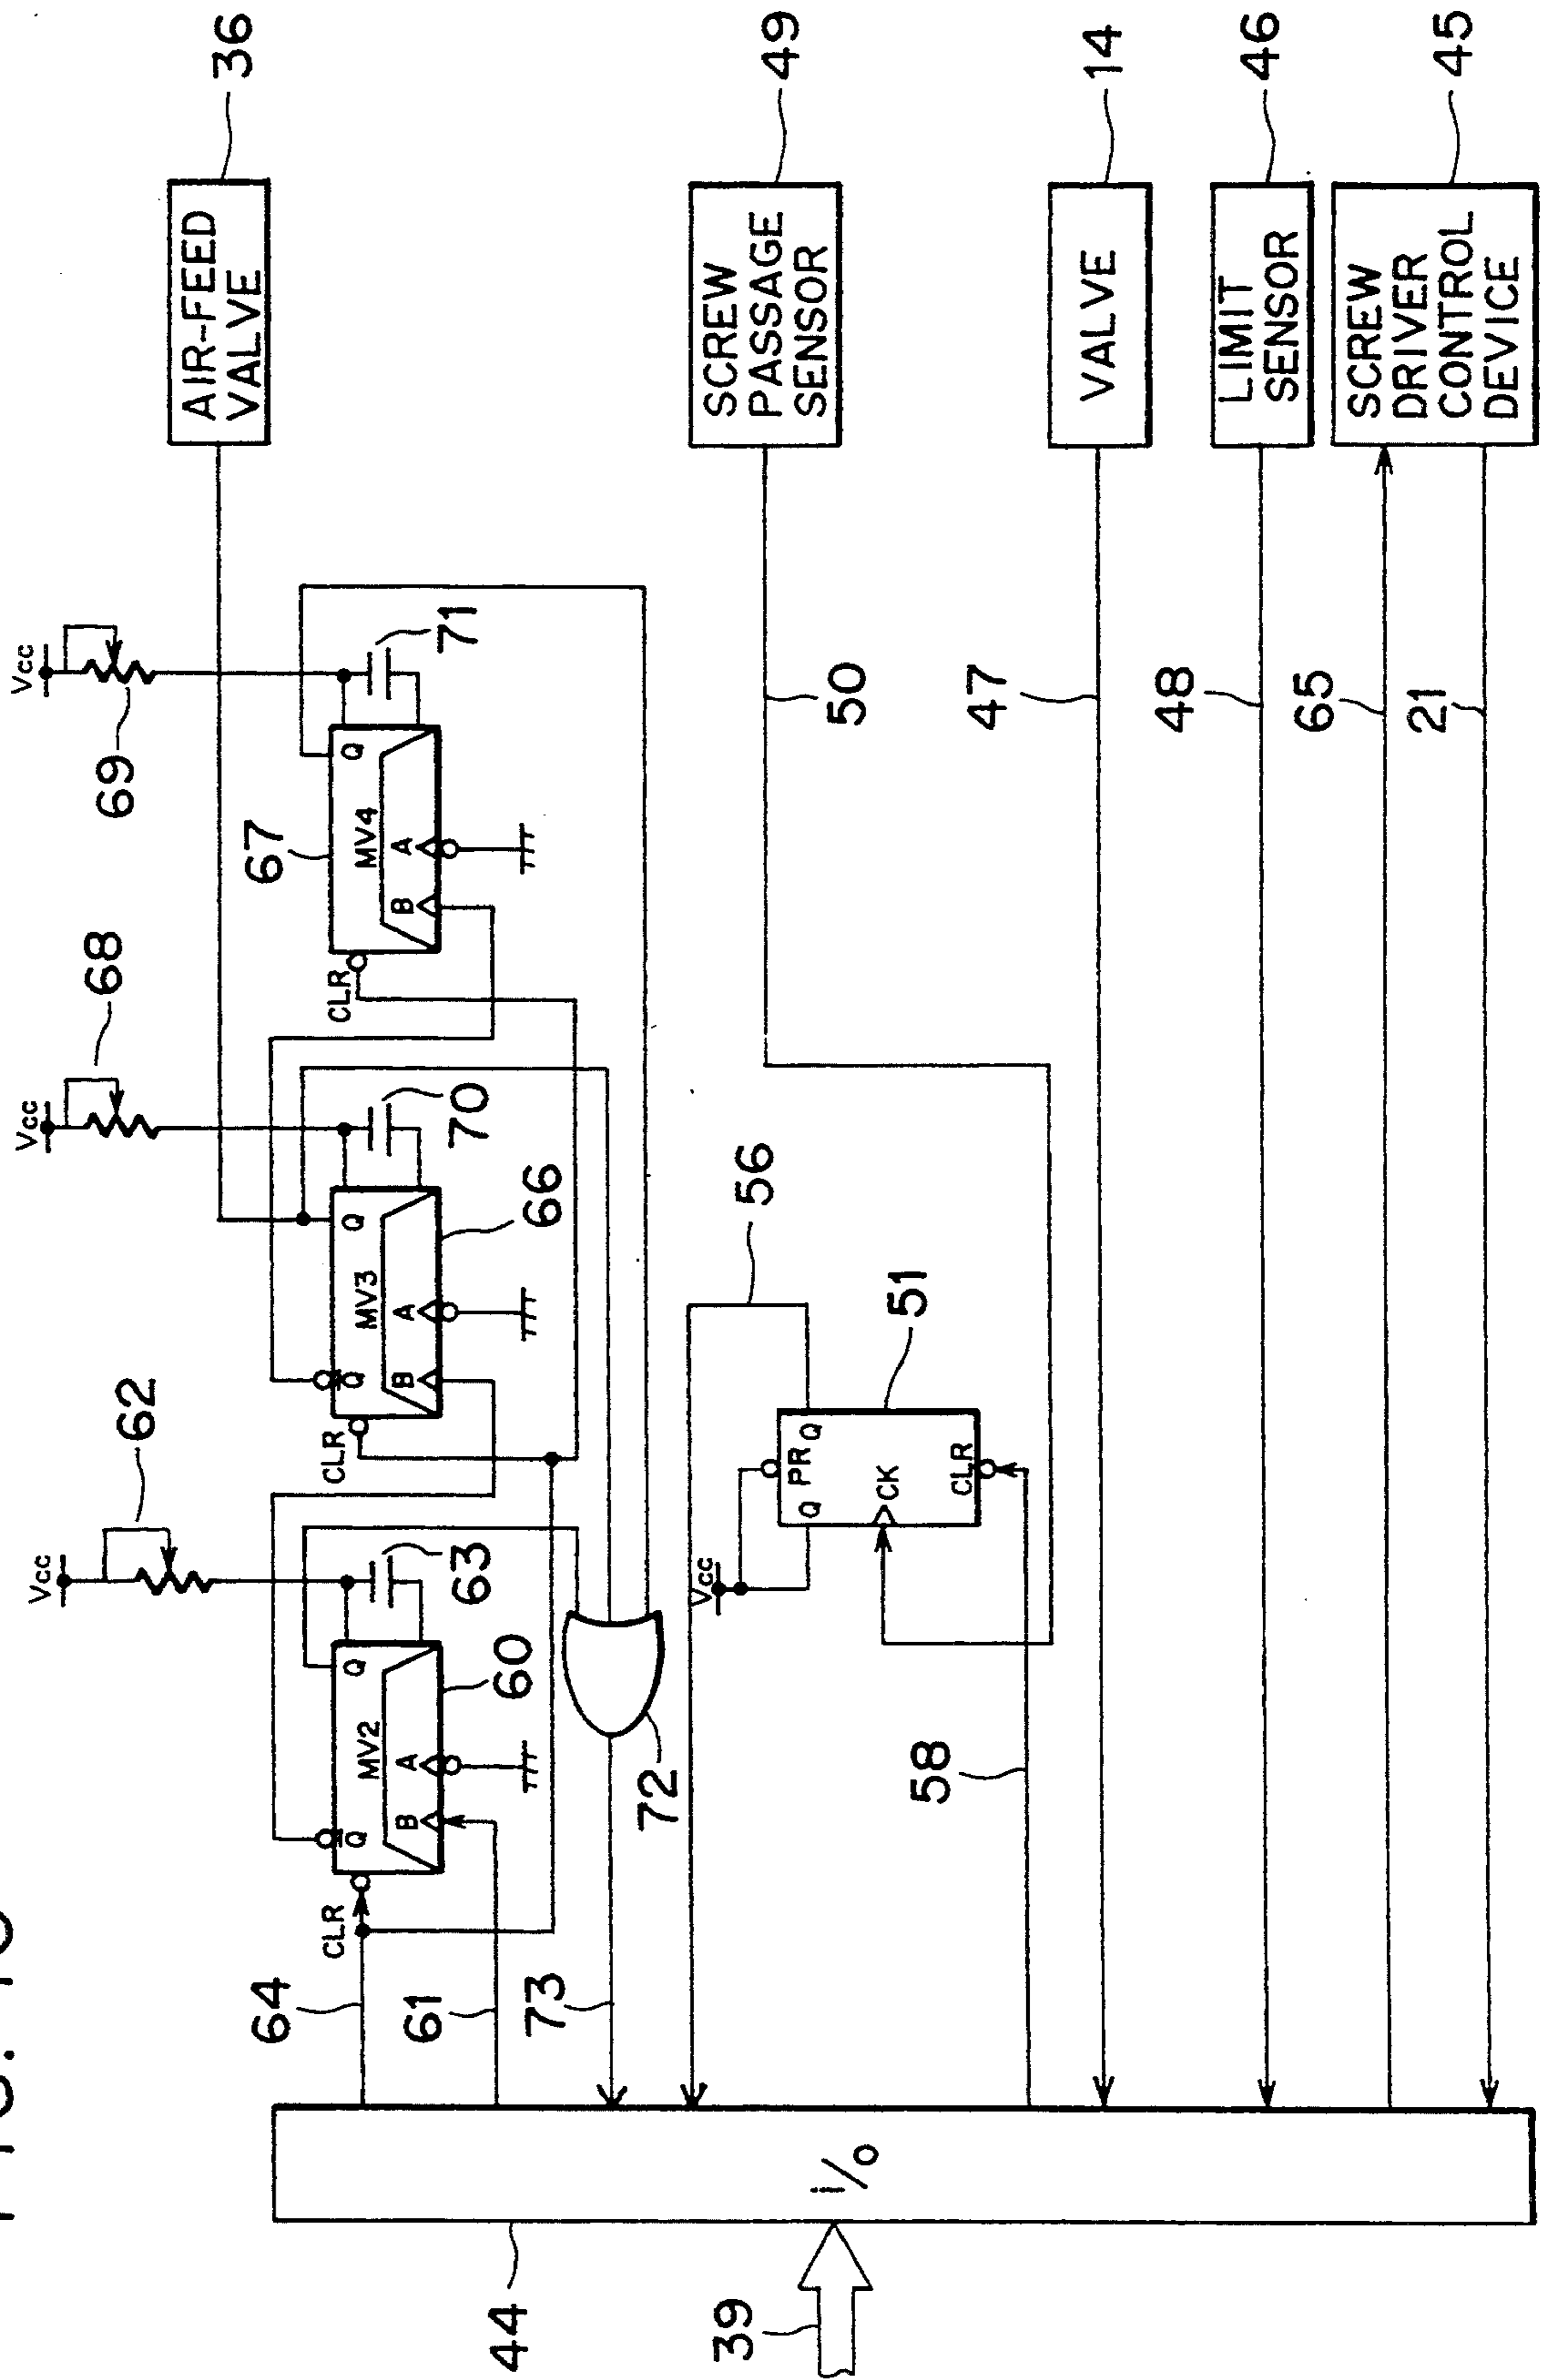 36
AIR-FEED
VALVE
Vcc
69
71
67
Q
MV4
A
B
CLR
Vcc
68
70
66
Q
MV3
A
Q
B
CLR
Vcc
62
63
60
Q
MV2
A
Q
B
CLR
64
61
73
72
49
SCREW
PASSAGE
SENSOR
50
56
51
Vcc
Q
PR
Q
CK
CLR
58
14
VALVE
47
46
LIMIT
SENSOR
48
45
SCREW
DRIVER
CONTROL
DEVICE
65
21
i/o
44
39